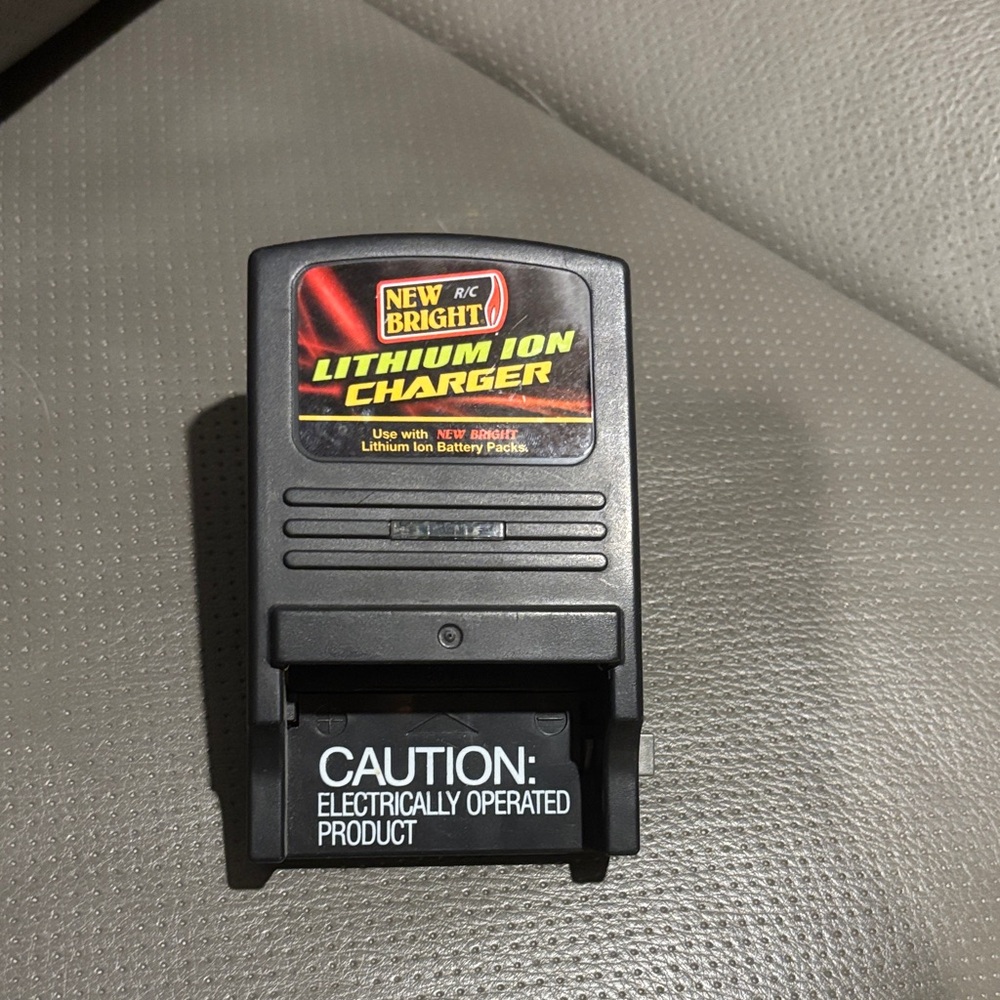 NEW R/C
BRIGHT
LITHIUM ION
CHARGER
Use with NEW BRIGHT
Lithium Ion Battery Packs.
+ -
CAUTION:
ELECTRICALLY OPERATED
PRODUCT